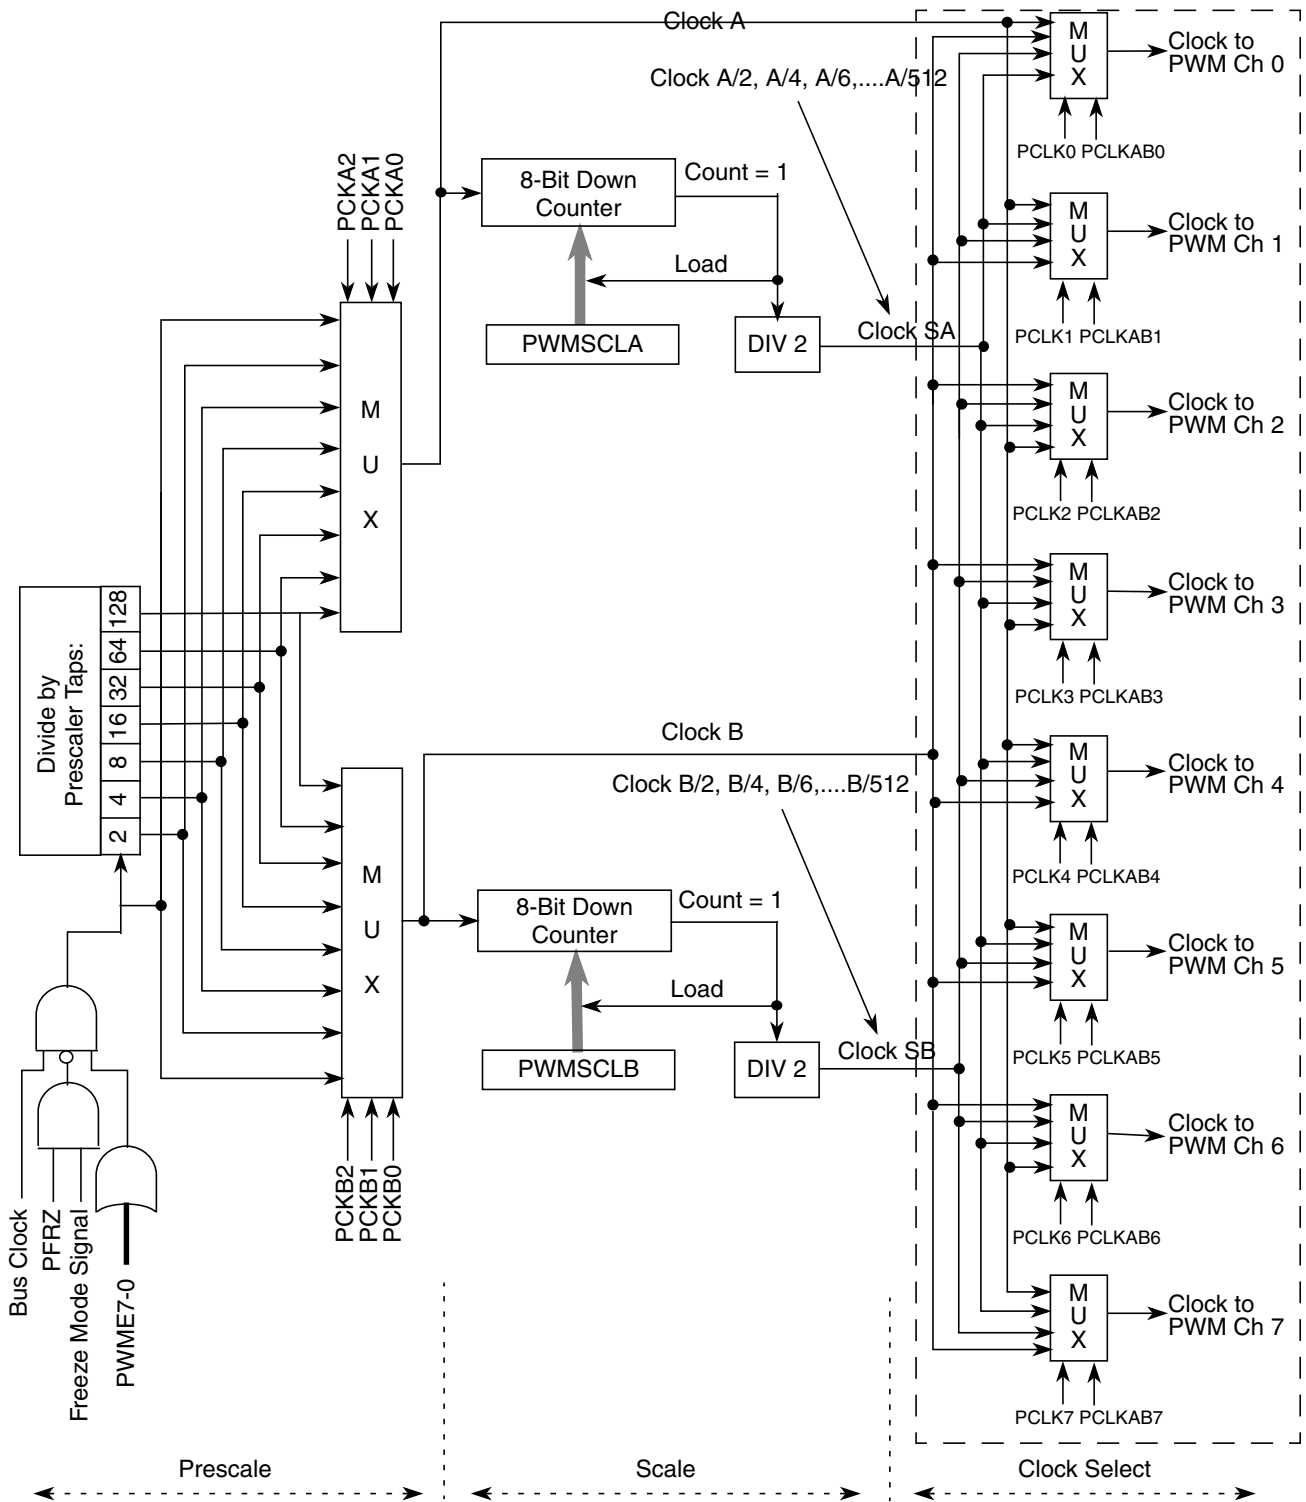 Clock A
Clock A/2, A/4, A/6,....A/512
PCKA2
PCKA1
PCKA0
8-Bit Down
Counter
Count = 1
Load
PWMSCLA
DIV 2
Clock SA
M
U
X
Divide by
Prescaler Taps:
128
64
32
16
8
4
2
Clock B
Clock B/2, B/4, B/6,....B/512
M
U
X
8-Bit Down
Counter
Count = 1
Load
PWMSCLB
DIV 2
Clock SB
PCKB2
PCKB1
PCKB0
Bus Clock
PFRZ
Freeze Mode Signal
PWME7-0
M
U
X
Clock to
PWM Ch 0
PCLK0 PCLKAB0
M
U
X
Clock to
PWM Ch 1
PCLK1 PCLKAB1
M
U
X
Clock to
PWM Ch 2
PCLK2 PCLKAB2
M
U
X
Clock to
PWM Ch 3
PCLK3 PCLKAB3
M
U
X
Clock to
PWM Ch 4
PCLK4 PCLKAB4
M
U
X
Clock to
PWM Ch 5
PCLK5 PCLKAB5
M
U
X
Clock to
PWM Ch 6
PCLK6 PCLKAB6
M
U
X
Clock to
PWM Ch 7
PCLK7 PCLKAB7
Prescale
Scale
Clock Select